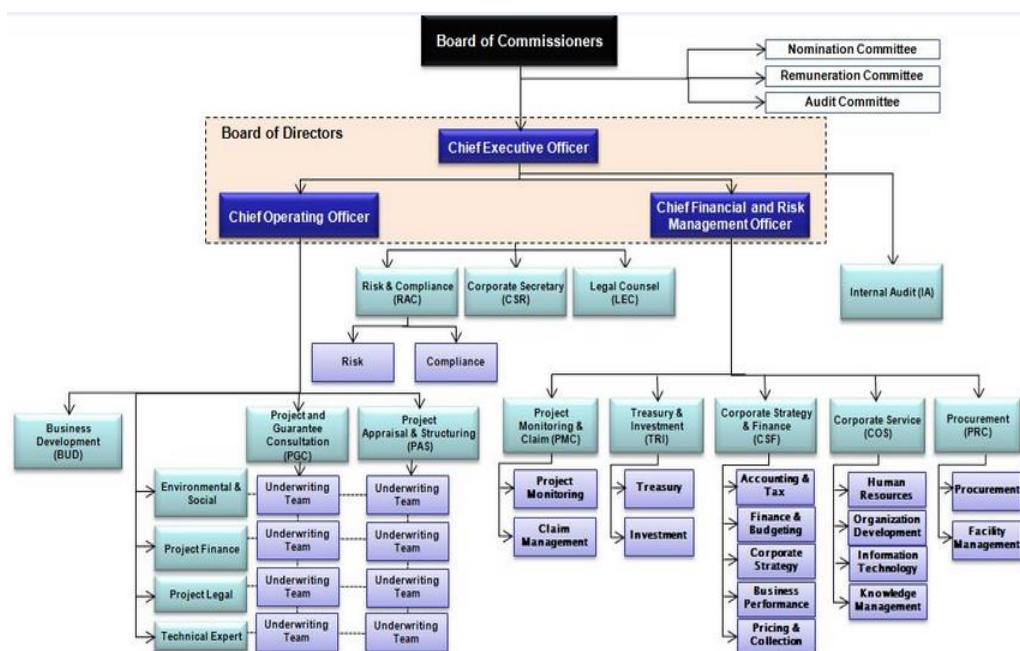 Board of Commissioners
Nomination Committee
Remuneration Committee
Audit Committee
Board of Directors
Chief Executive Officer
Chief Operating Officer
Chief Financial and Risk
Management Officer
Risk & Compliance
(RAC)
Corporate Secretary
(CSR)
Legal Counsel
(LEC)
Internal Audit (IA)
Risk
Compliance
Business
Development
(BUD)
Project and
Guarantee
Consultation
(PGC)
Project
Appraisal & Structuring
(PAS)
Project
Monitoring &
Claim (PMC)
Treasury &
Investment
(TRI)
Corporate Strategy
& Finance
(CSF)
Corporate Service
(COS)
Procurement
(PRC)
Environmental &
Social
Underwriting
Team
Underwriting
Team
Project Finance
Underwriting
Team
Underwriting
Team
Project Legal
Underwriting
Team
Underwriting
Team
Technical Expert
Underwriting
Team
Underwriting
Team
Project
Monitoring
Claim
Management
Treasury
Investment
Accounting &
Tax
Finance &
Budgeting
Corporate
Strategy
Business
Performance
Pricing &
Collection
Human
Resources
Organization
Development
Information
Technology
Knowledge
Management
Procurement
Facility
Management